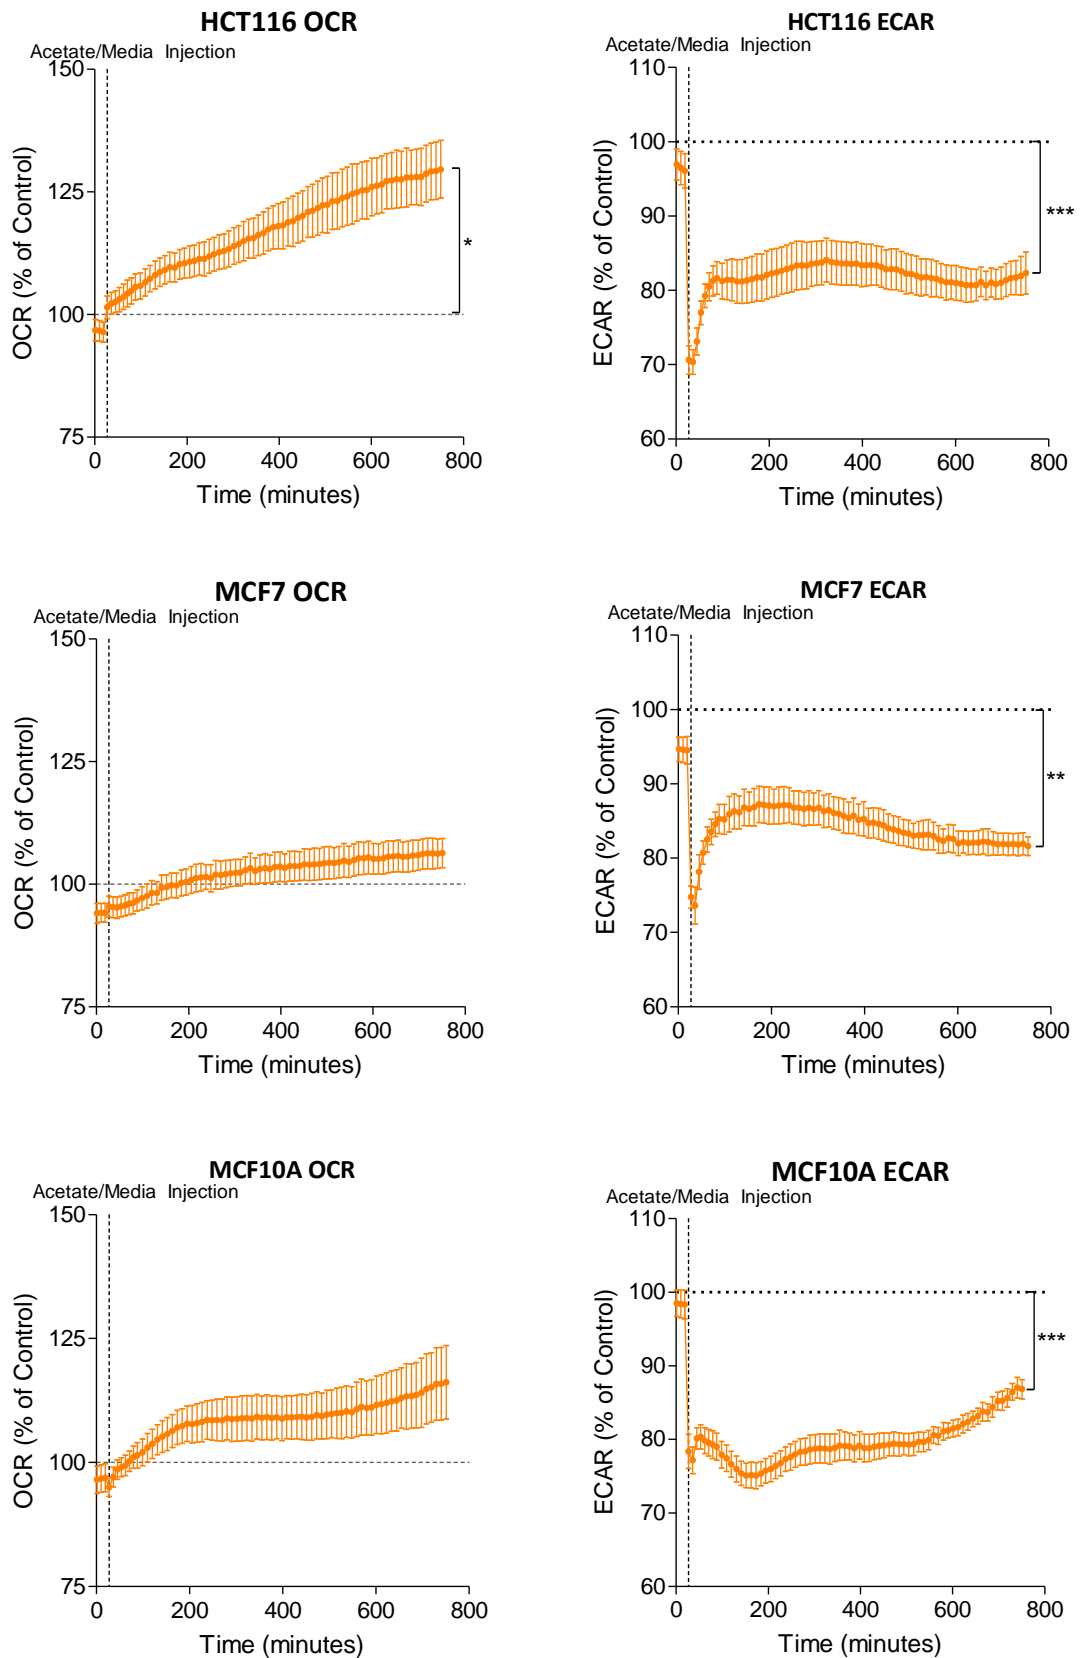 HCT116 OCR
Acetate/Media Injection
150
125
100
75
OCR (% of Control)
*
0 200 400 600 800
Time (minutes)
HCT116 ECAR
Acetate/Media Injection
110
100
90
80
70
60
ECAR (% of Control)
***
0 200 400 600 800
Time (minutes)
MCF7 OCR
Acetate/Media Injection
150
125
100
75
OCR (% of Control)
0 200 400 600 800
Time (minutes)
MCF7 ECAR
Acetate/Media Injection
110
100
90
80
70
60
ECAR (% of Control)
**
0 200 400 600 800
Time (minutes)
MCF10A OCR
Acetate/Media Injection
150
125
100
75
OCR (% of Control)
0 200 400 600 800
Time (minutes)
MCF10A ECAR
Acetate/Media Injection
110
100
90
80
70
60
ECAR (% of Control)
***
0 200 400 600 800
Time (minutes)